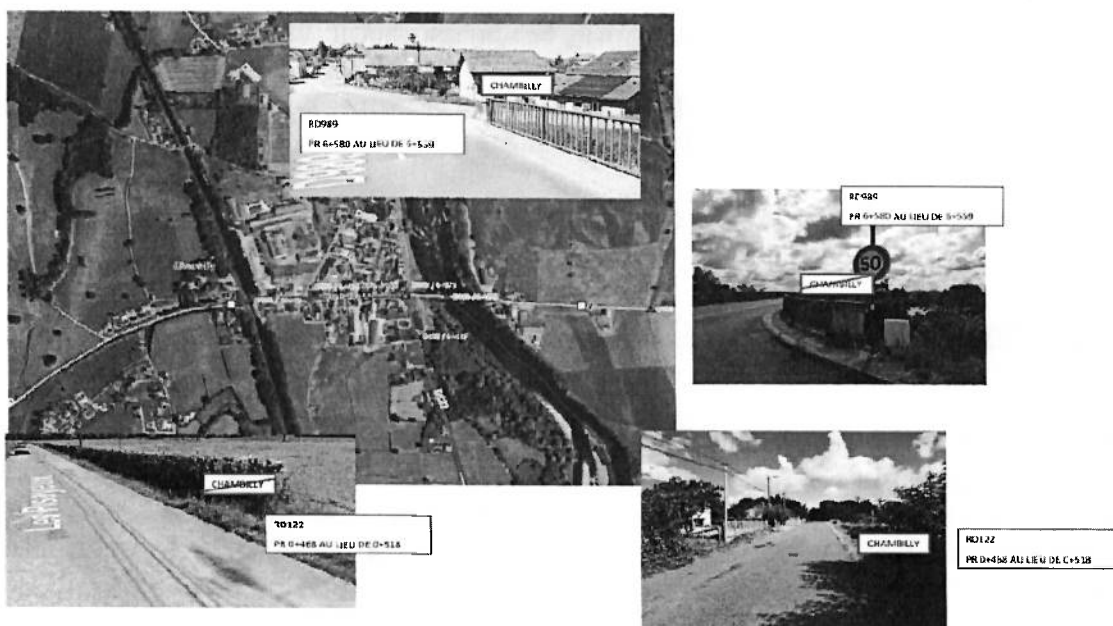 CHAMBILLY
RD989
PR 6+580 AU LIEU DE 6+559
RD989
PR 6+580 AU LIEU DE 6+559
50
CHAMBILLY
Chambilly
CHAMBILLY
RD122
PR 0+468 AU LIEU DE 0+518
CHAMBILLY
RD122
PR 0+468 AU LIEU DE 0+518